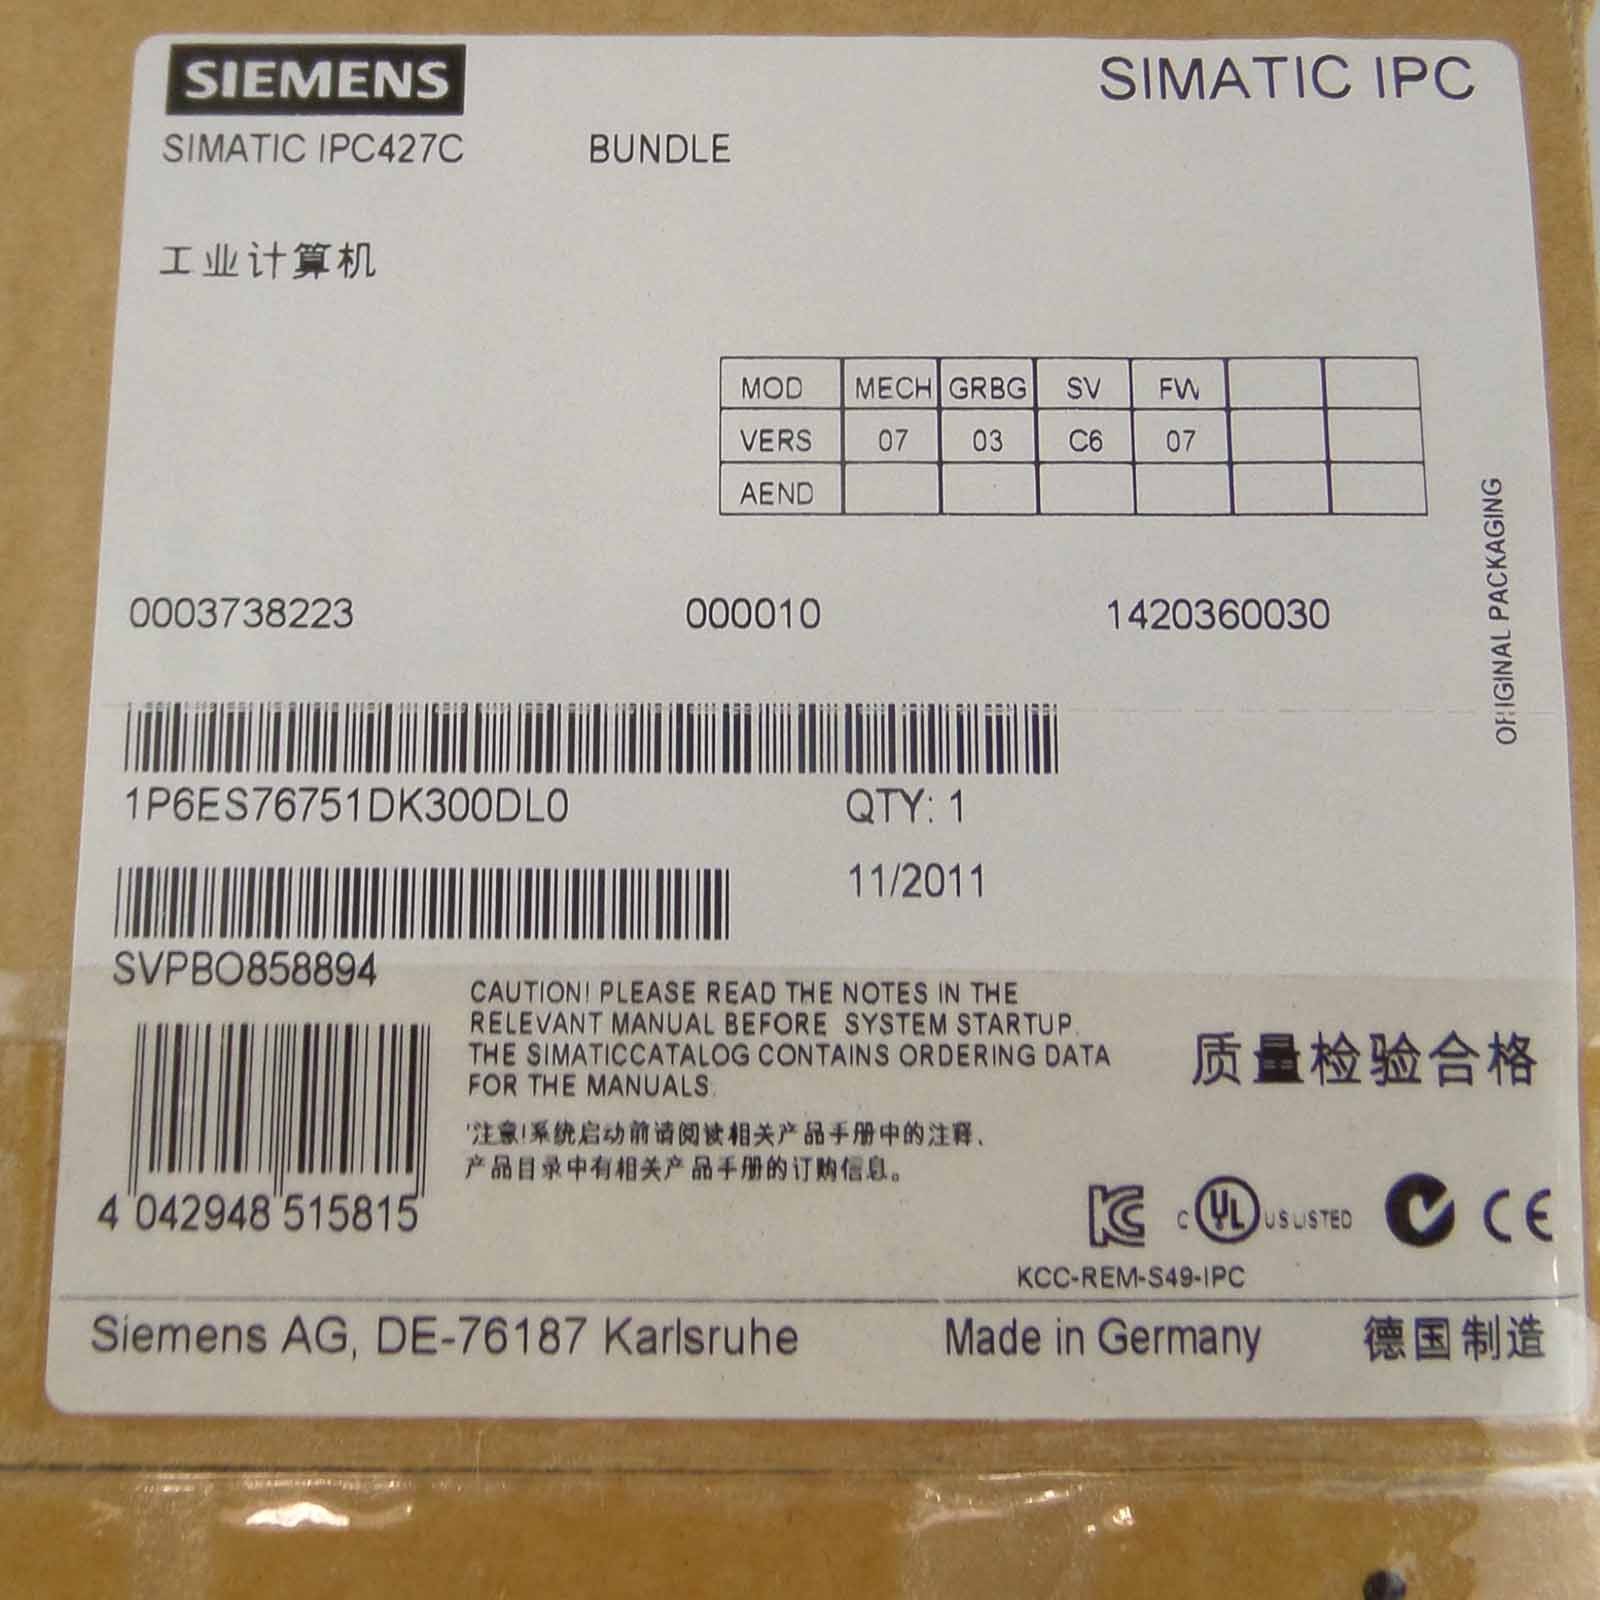 SIEMENS
SIMATIC IPC
SIMATIC IPC427C BUNDLE
工业计算机
MOD MECH GRBG SV FW
VERS 07 03 C6 07
AEND
ORIGINAL PACKAGING
0003738223 000010 1420360030
1P6ES76751DK300DL0 QTY: 1
11/2011
SVPBO858894
CAUTION! PLEASE READ THE NOTES IN THE
RELEVANT MANUAL BEFORE SYSTEM STARTUP.
THE SIMATICCATALOG CONTAINS ORDERING DATA
FOR THE MANUALS.
'注意!系统启动前请阅读相关产品手册中的注释、
产品目录中有相关产品手册的订购信息。
质量检验合格
4 042948 515815
KC C UL US LISTED CE
KCC-REM-S49-IPC
Siemens AG, DE-76187 Karlsruhe Made in Germany 德国制造